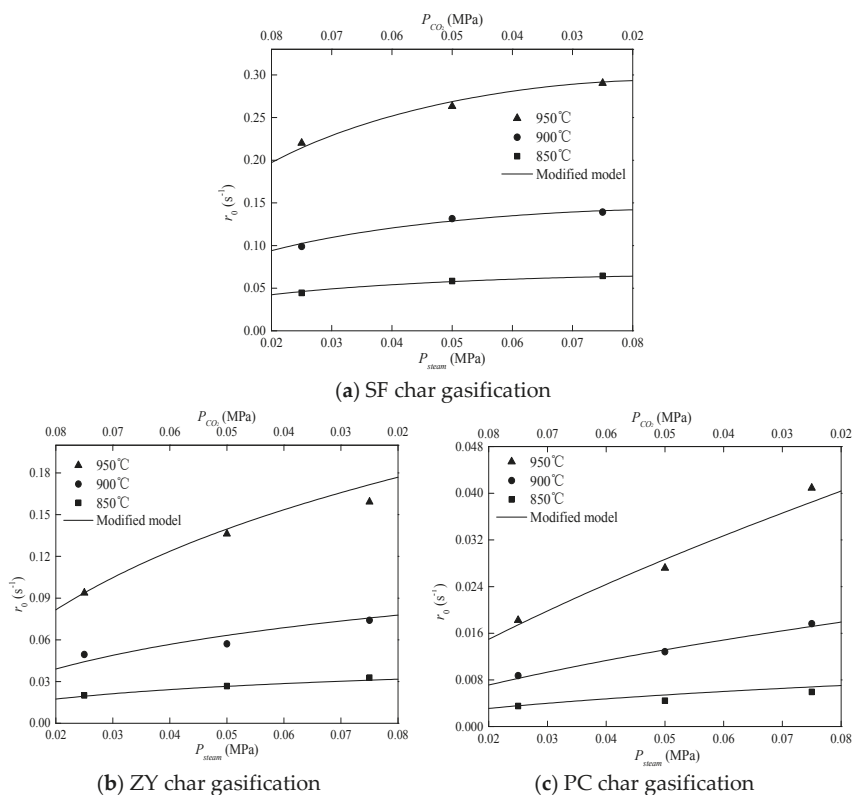 P_CO₂ (MPa)
0.08 0.07 0.06 0.05 0.04 0.03 0.02
0.30
0.25
0.20
0.15
0.10
0.05
0.00
r₀ (s⁻¹)
▲ 950℃
● 900℃
■ 850℃
Modified model
0.02 0.03 0.04 0.05 0.06 0.07 0.08
P_steam (MPa)
(a) SF char gasification
P_CO₂ (MPa)
0.08 0.07 0.06 0.05 0.04 0.03 0.02
0.18
0.15
0.12
0.09
0.06
0.03
0.00
r₀ (s⁻¹)
▲ 950℃
● 900℃
■ 850℃
Modified model
0.02 0.03 0.04 0.05 0.06 0.07 0.08
P_steam (MPa)
(b) ZY char gasification
P_CO₂ (MPa)
0.08 0.07 0.06 0.05 0.04 0.03 0.02
0.048
0.040
0.032
0.024
0.016
0.008
0.000
r₀ (s⁻¹)
▲ 950℃
● 900℃
■ 850℃
Modified model
0.02 0.03 0.04 0.05 0.06 0.07 0.08
P_steam (MPa)
(c) PC char gasification